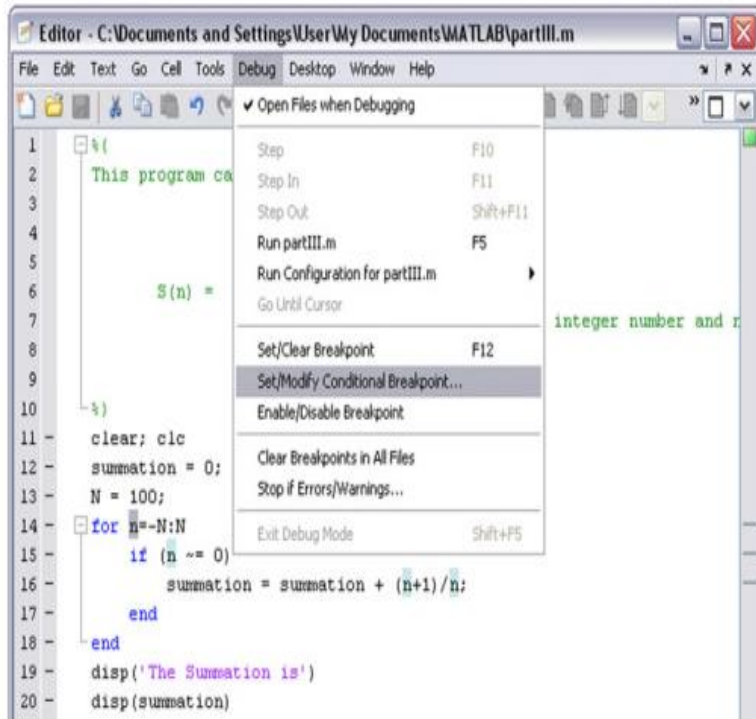 Editor - C:\Documents and Settings\User\My Documents\MATLAB\partIII.m
File Edit Text Go Cell Tools Debug Desktop Window Help
✓ Open Files when Debugging
Step F10
Step In F11
Step Out Shift+F11
Run partIII.m F5
Run Configuration for partIII.m
Go Until Cursor
Set/Clear Breakpoint F12
Set/Modify Conditional Breakpoint...
Enable/Disable Breakpoint
Clear Breakpoints in All Files
Stop if Errors/Warnings...
Exit Debug Mode Shift+F5
1 %{
2 This program ca
3
4
5
6 S(n) =
7 integer number and
8
9
10 %}
11 - clear; clc
12 - summation = 0;
13 - N = 100;
14 - for n=-N:N
15 - if (n ~= 0)
16 - summation = summation + (n+1)/n;
17 - end
18 - end
19 - disp('The Summation is')
20 - disp(summation)